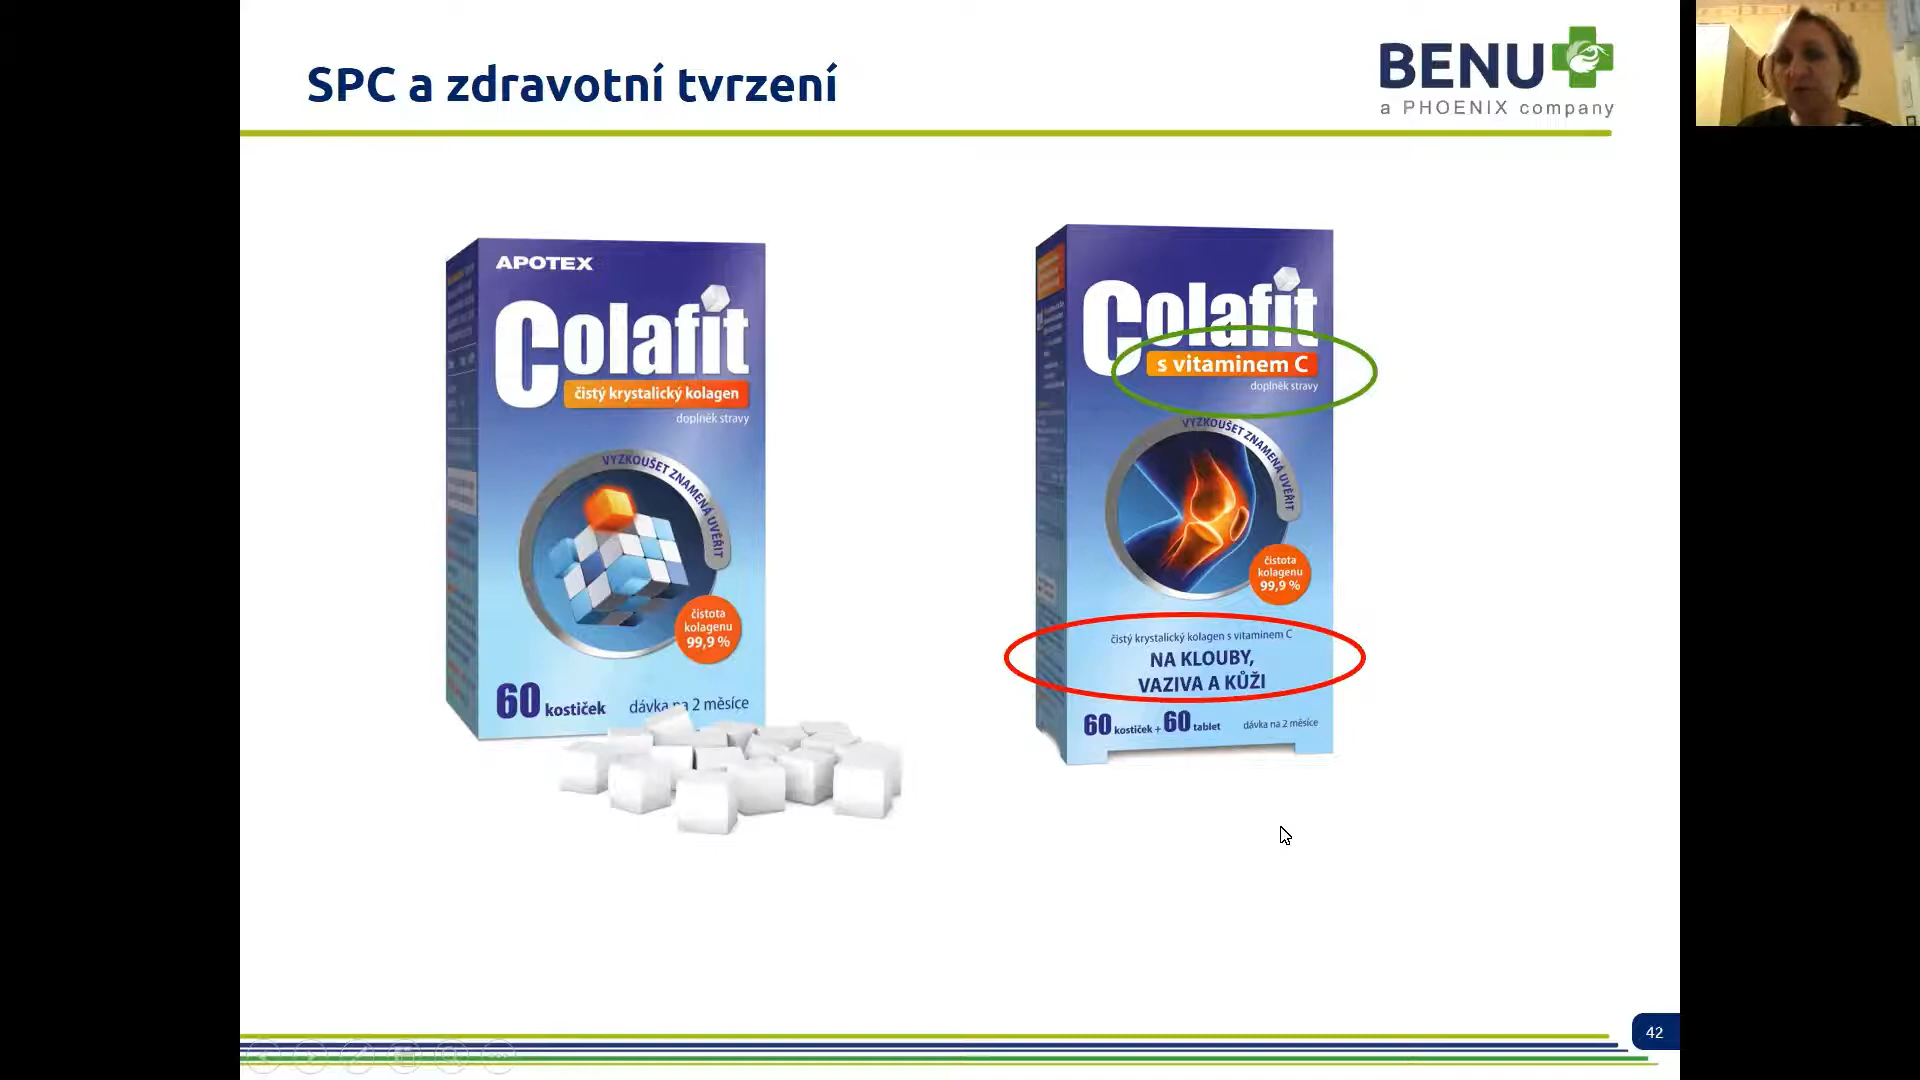 SPC a zdravotní tvrzení
BENU
a PHOENIX company
APOTEX
Colafit
čistý krystalický kolagen
doplněk stravy
VYZKOUŠET ZNAMENÁ UVĚŘIT
čistota
kolagenu
99,9 %
60 kostiček
dávka na 2 měsíce
Colafit
s vitaminem C
doplněk stravy
VYZKOUŠET ZNAMENÁ UVĚŘIT
čistota
kolagenu
99,9 %
čistý krystalický kolagen s vitaminem C
NA KLOUBY,
VAZIVA A KŮŽI
60 kostiček + 60 tablet
dávka na 2 měsíce
42